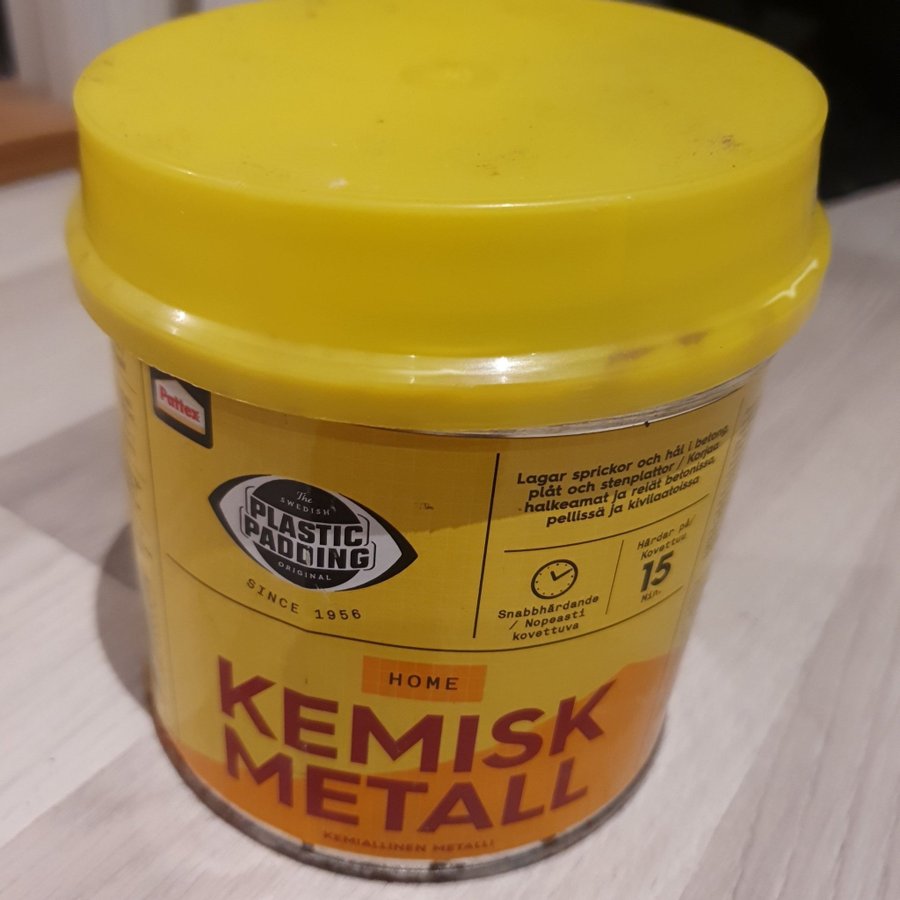 Pattex
The
SWEDISH
PLASTIC
PADDING
ORIGINAL
SINCE 1956
Lagar sprickor och hål i betong,
plåt och stenplattor / Korjaa
halkeamat ja reiät betonissa,
pellissä ja kivilaatoissa
Snabbhärdande
/ Nopeasti
kovettuva
Härdar på/
Kovettuu
15
Min.
HOME
KEMISK
METALL
KEMIALLINEN METALLI